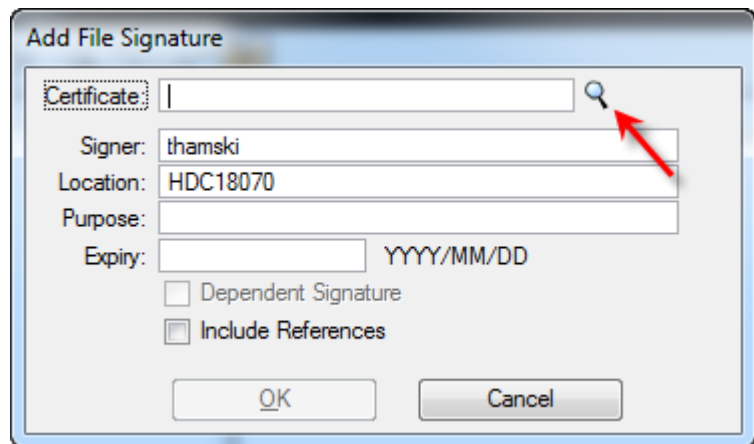 Add File Signature
Certificate:
Signer: thamski
Location: HDC18070
Purpose:
Expiry: YYYY/MM/DD
Dependent Signature
Include References
OK Cancel